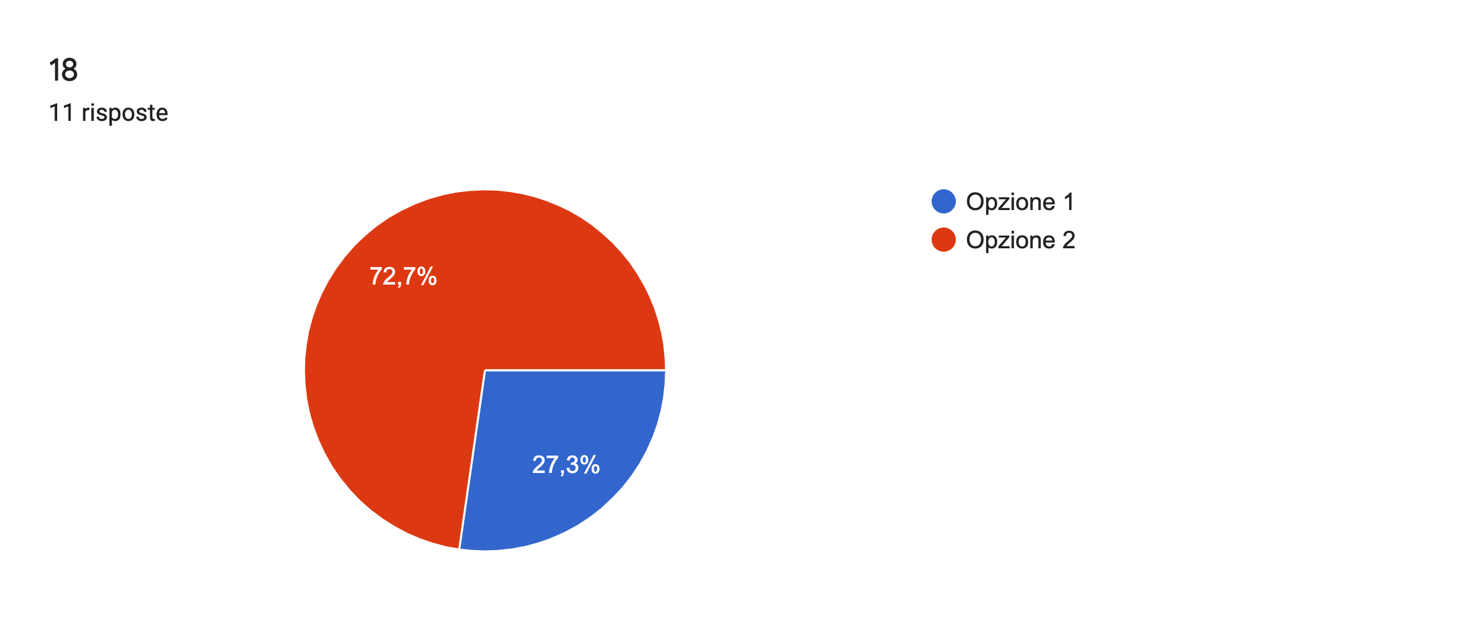 18
11 risposte
Opzione 1
Opzione 2
72,7%
27,3%